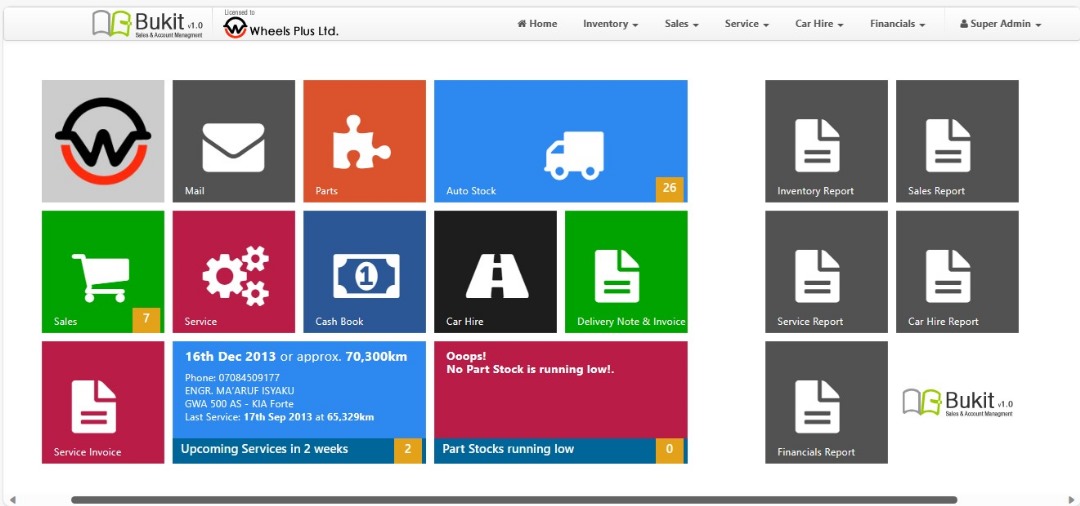 Bukit v1.0
Sales & Account Managment
Licensed to
Wheels Plus Ltd.
Home
Inventory
Sales
Service
Car Hire
Financials
Super Admin
W
Mail
Parts
Auto Stock
26
Inventory Report
Sales Report
Sales
7
Service
1
Cash Book
Car Hire
Delivery Note & Invoice
Service Report
Car Hire Report
Service Invoice
16th Dec 2013 or approx. 70,300km
Phone: 07084509177
ENGR. MA'ARUF ISYAKU
GWA 500 AS - KIA Forte
Last Service: 17th Sep 2013 at 65,329km
Upcoming Services in 2 weeks
2
Ooops!
No Part Stock is running low!.
Part Stocks running low
0
Financials Report
Bukit v1.0
Sales & Account Managment